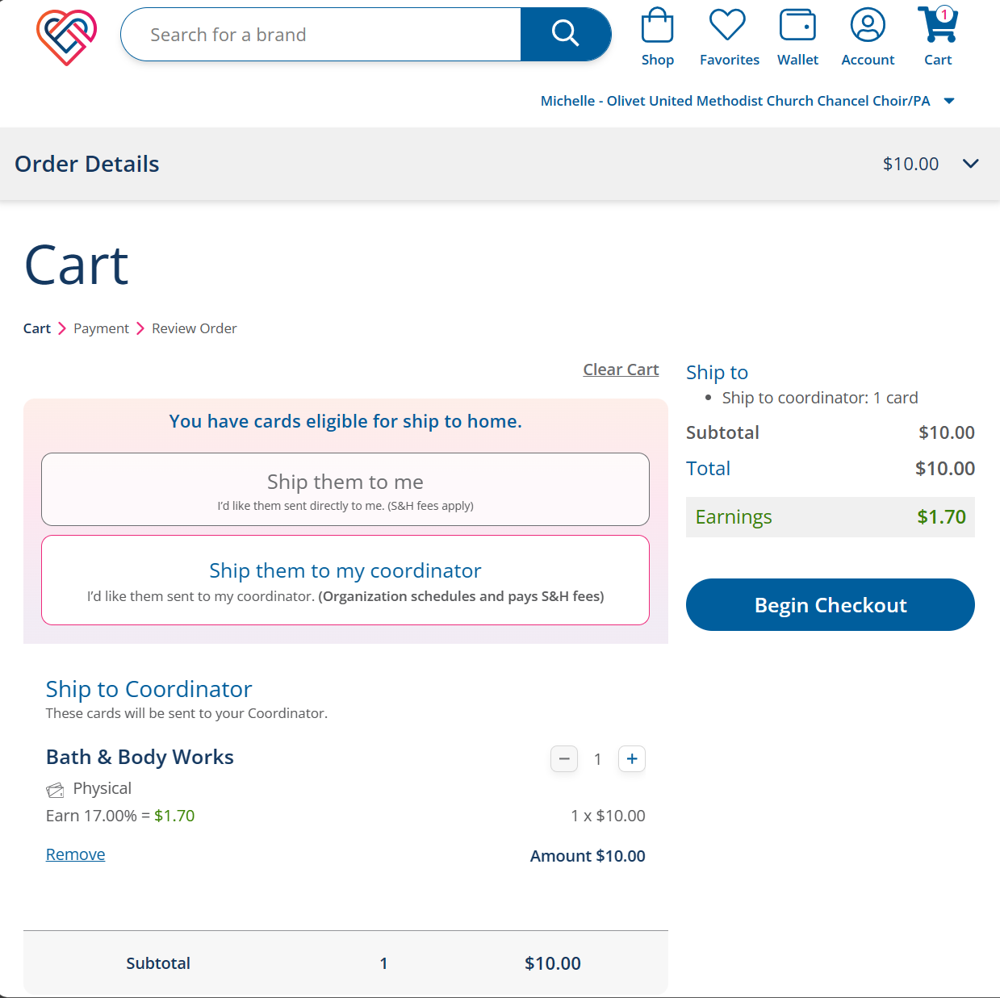 Search for a brand
Shop
Favorites
Wallet
Account
1
Cart
Michelle - Olivet United Methodist Church Chancel Choir/PA
Order Details
$10.00
Cart
Cart
Payment
Review Order
Clear Cart
You have cards eligible for ship to home.
Ship them to me
I'd like them sent directly to me. (S&H fees apply)
Ship them to my coordinator
I'd like them sent to my coordinator. (Organization schedules and pays S&H fees)
Ship to Coordinator
These cards will be sent to your Coordinator.
Bath & Body Works
− 1 +
Physical
Earn 17.00% = $1.70
1 x $10.00
Remove
Amount $10.00
Subtotal 1 $10.00
Ship to
• Ship to coordinator: 1 card
Subtotal $10.00
Total $10.00
Earnings $1.70
Begin Checkout